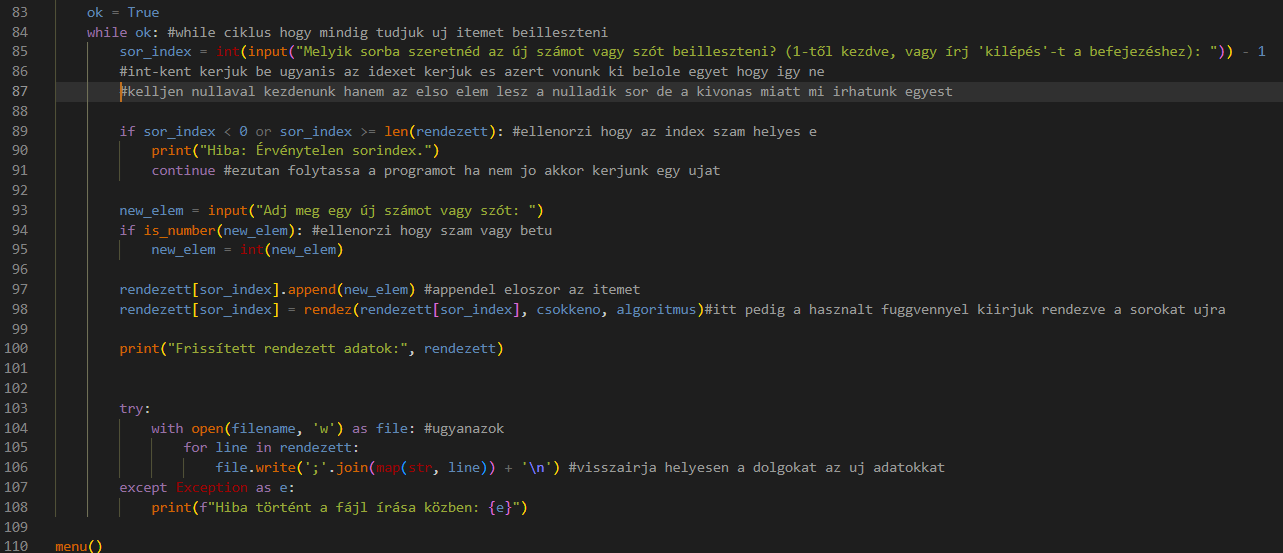 83 ok = True
84 while ok: #while ciklus hogy mindig tudjuk uj itemet beilleszteni
85 sor_index = int(input("Melyik sorba szeretnéd az új számot vagy szót beilleszteni? (1-től kezdve, vagy írj 'kilépés'-t a befejezéshez): ")) - 1
86 #int-kent kerjuk be ugyanis az idexet kerjuk es azert vonunk ki belole egyet hogy igy ne
87 #kelljen nullaval kezdenunk hanem az elso elem lesz a nulladik sor de a kivonas miatt mi irhatunk egyest
88
89 if sor_index < 0 or sor_index >= len(rendezett): #ellenorzi hogy az index szam helyes e
90 print("Hiba: Érvénytelen sorindex.")
91 continue #ezutan folytassa a programot ha nem jo akkor kerjunk egy ujat
92
93 new_elem = input("Adj meg egy új számot vagy szót: ")
94 if is_number(new_elem): #ellenorzi hogy szam vagy betu
95 new_elem = int(new_elem)
96
97 rendezett[sor_index].append(new_elem) #appendel eloszor az itemet
98 rendezett[sor_index] = rendez(rendezett[sor_index], csokkeno, algoritmus)#itt pedig a hasznalt fuggvennyel kiirjuk rendezve a sorokat ujra
99
100 print("Frissített rendezett adatok:", rendezett)
101
102
103 try:
104 with open(filename, 'w') as file: #ugyanazok
105 for line in rendezett:
106 file.write(';'.join(map(str, line)) + '\n') #visszairja helyesen a dolgokat az uj adatokkat
107 except Exception as e:
108 print(f"Hiba történt a fájl írása közben: {e}")
109
110 menu()